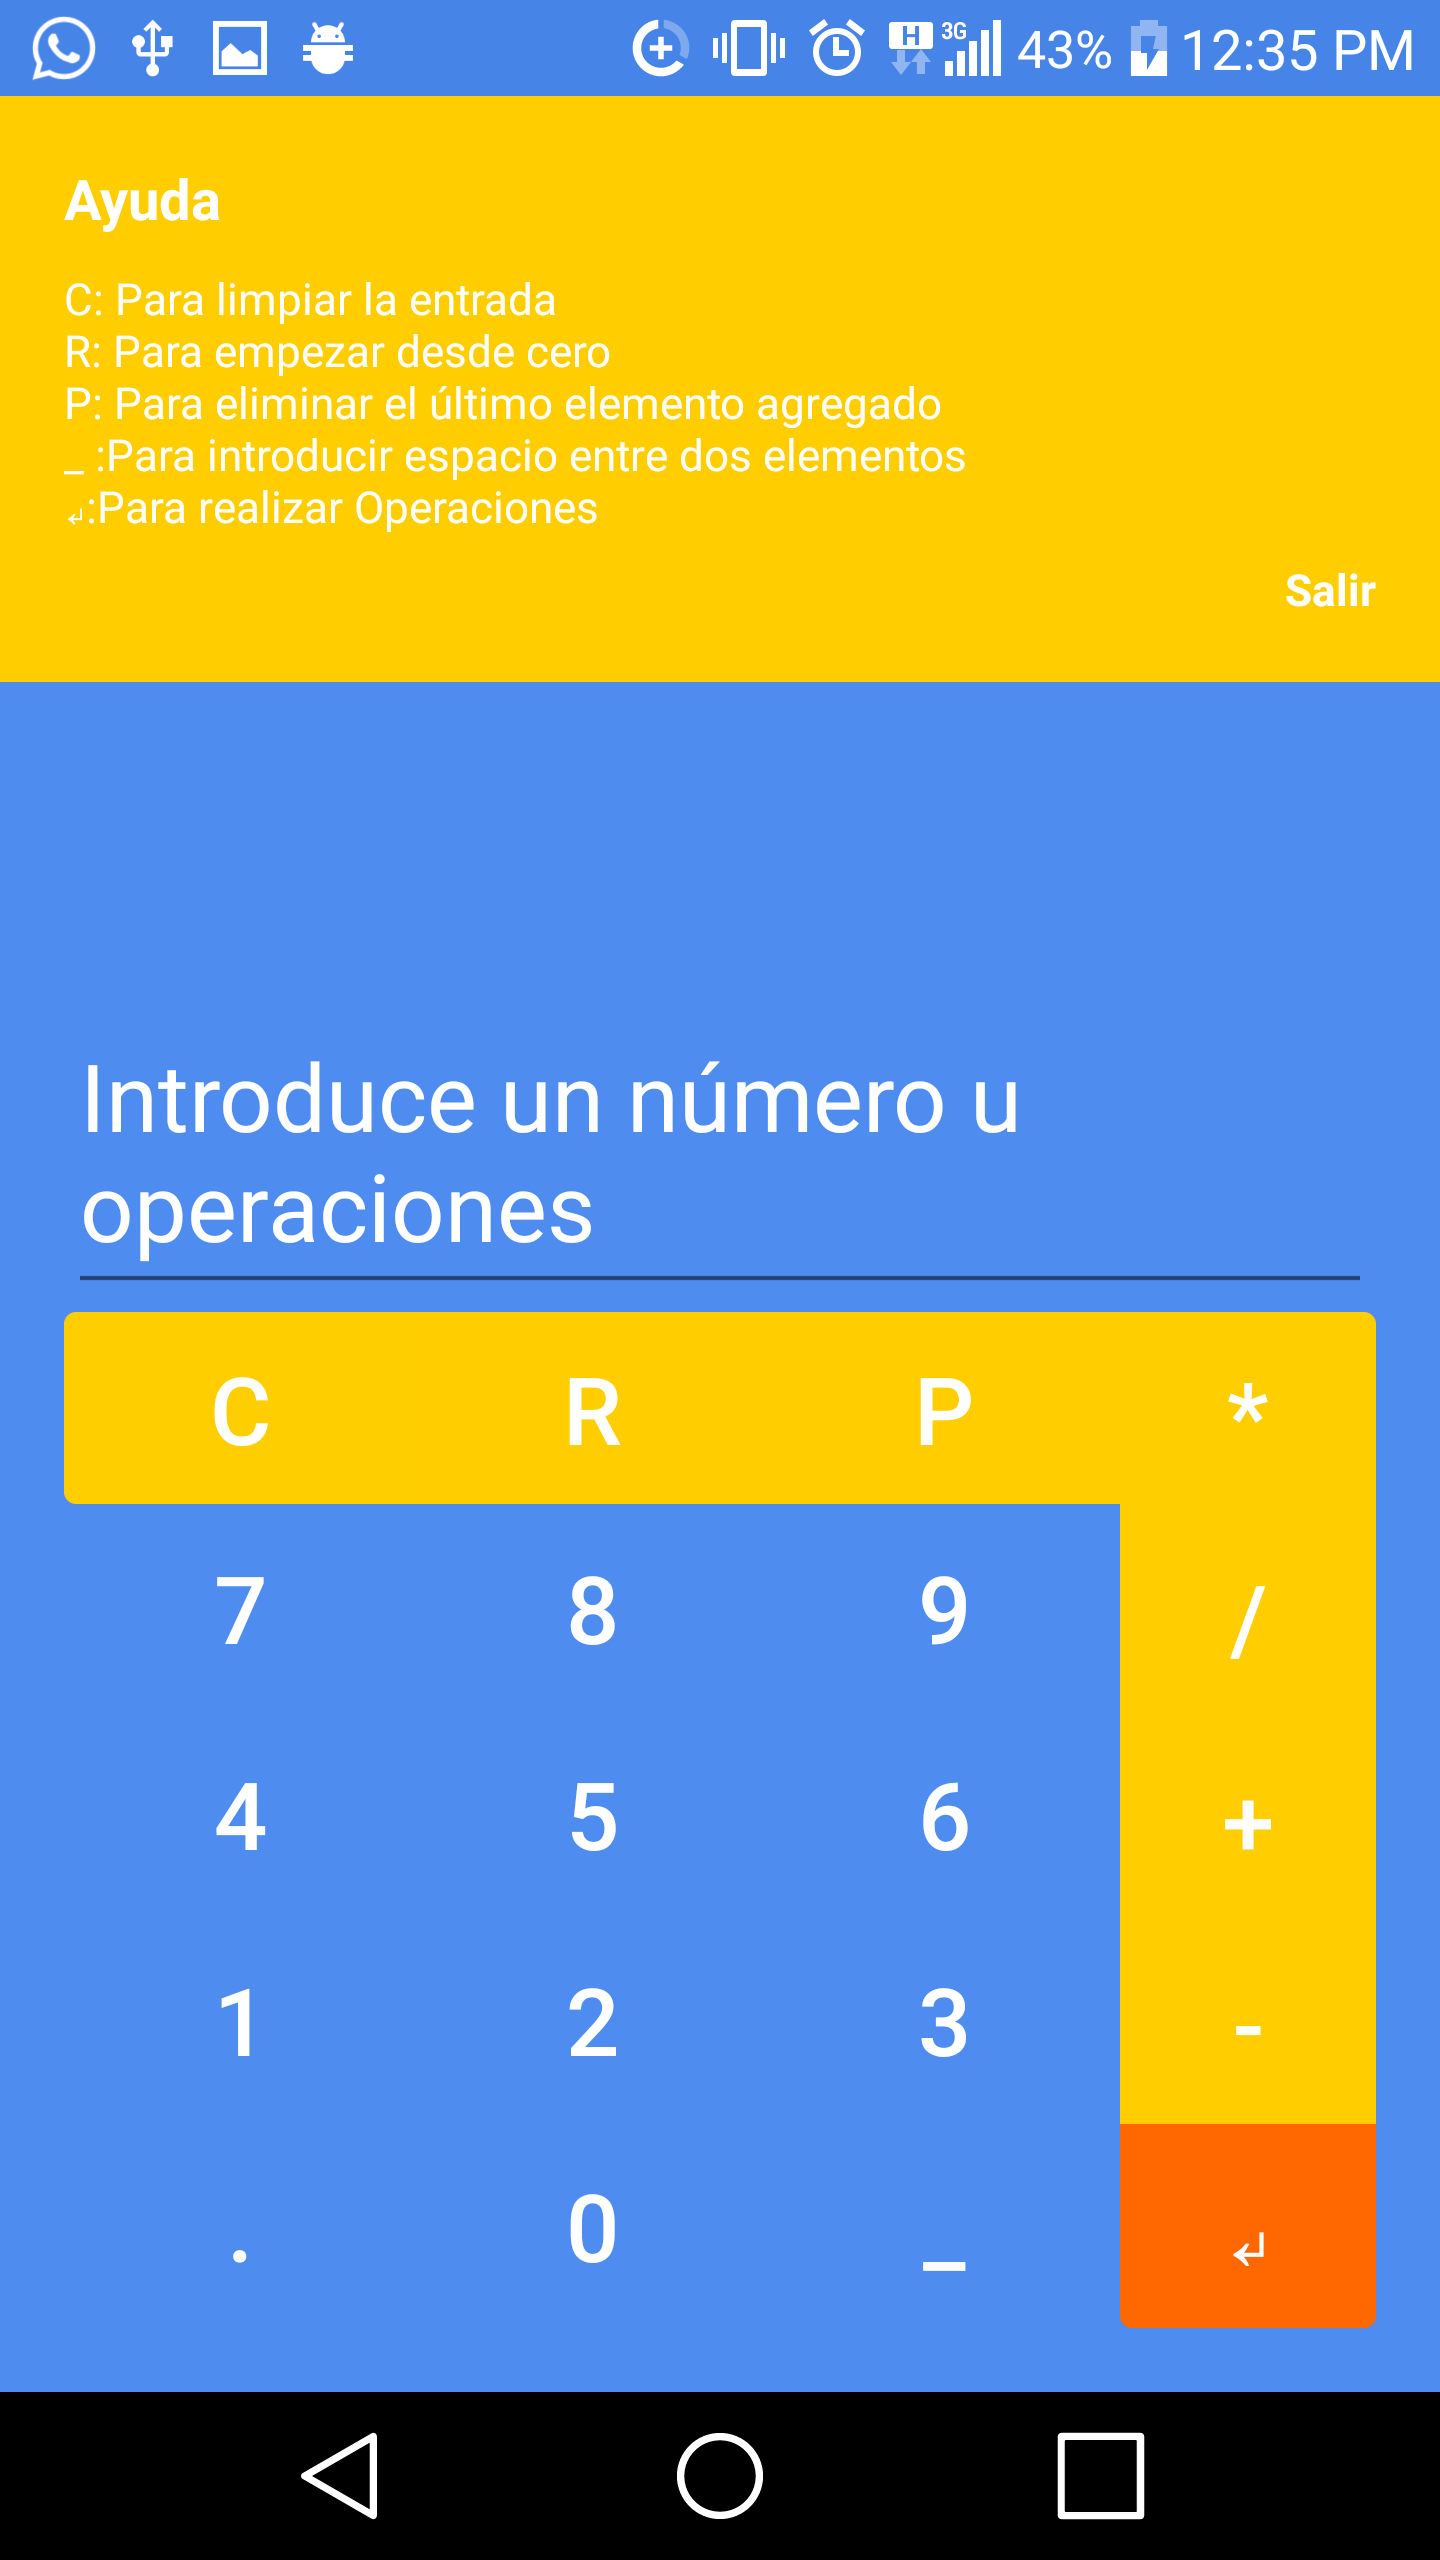 H 3G 43% 12:35 PM
Ayuda
C: Para limpiar la entrada
R: Para empezar desde cero
P: Para eliminar el último elemento agregado
_ :Para introducir espacio entre dos elementos
↲:Para realizar Operaciones
Salir
Introduce un número u
operaciones
C R P *
7 8 9 /
4 5 6 +
1 2 3 -
. 0 _ ↲